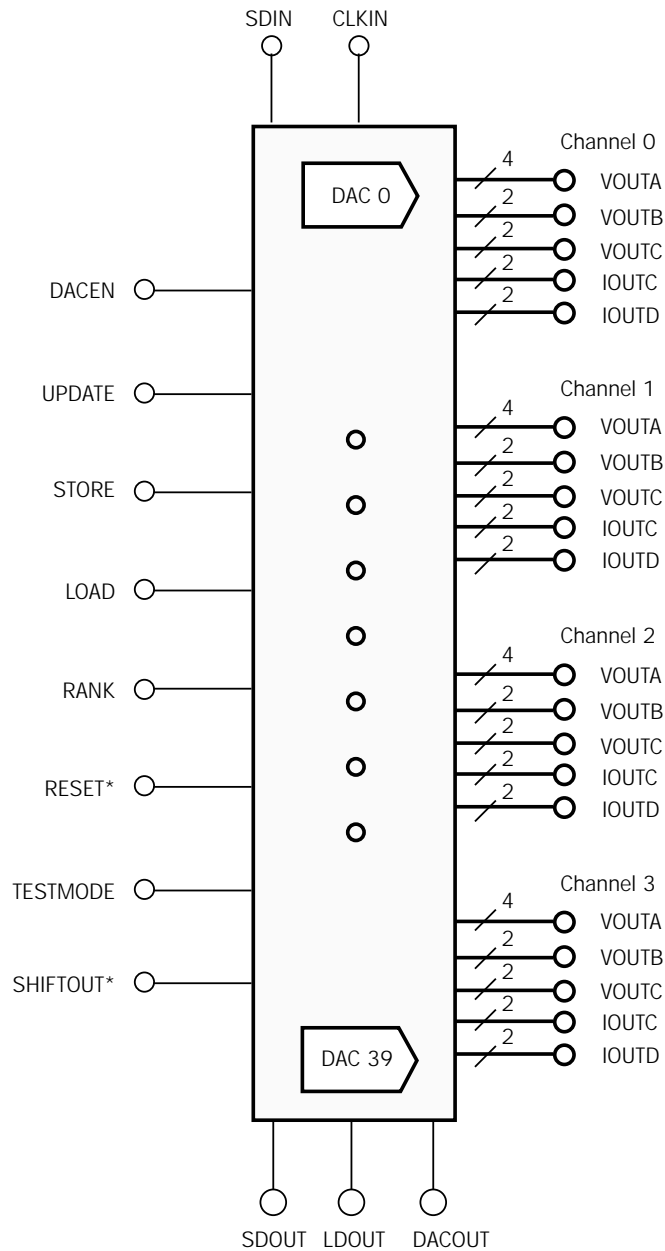 SDIN CLKIN
DAC 0
DACEN
UPDATE
STORE
LOAD
RANK
RESET*
TESTMODE
SHIFTOUT*
DAC 39
Channel 0
4 VOUTA
2 VOUTB
2 VOUTC
2 IOUTC
2 IOUTD
Channel 1
4 VOUTA
2 VOUTB
2 VOUTC
2 IOUTC
2 IOUTD
Channel 2
4 VOUTA
2 VOUTB
2 VOUTC
2 IOUTC
2 IOUTD
Channel 3
4 VOUTA
2 VOUTB
2 VOUTC
2 IOUTC
2 IOUTD
SDOUT LDOUT DACOUT